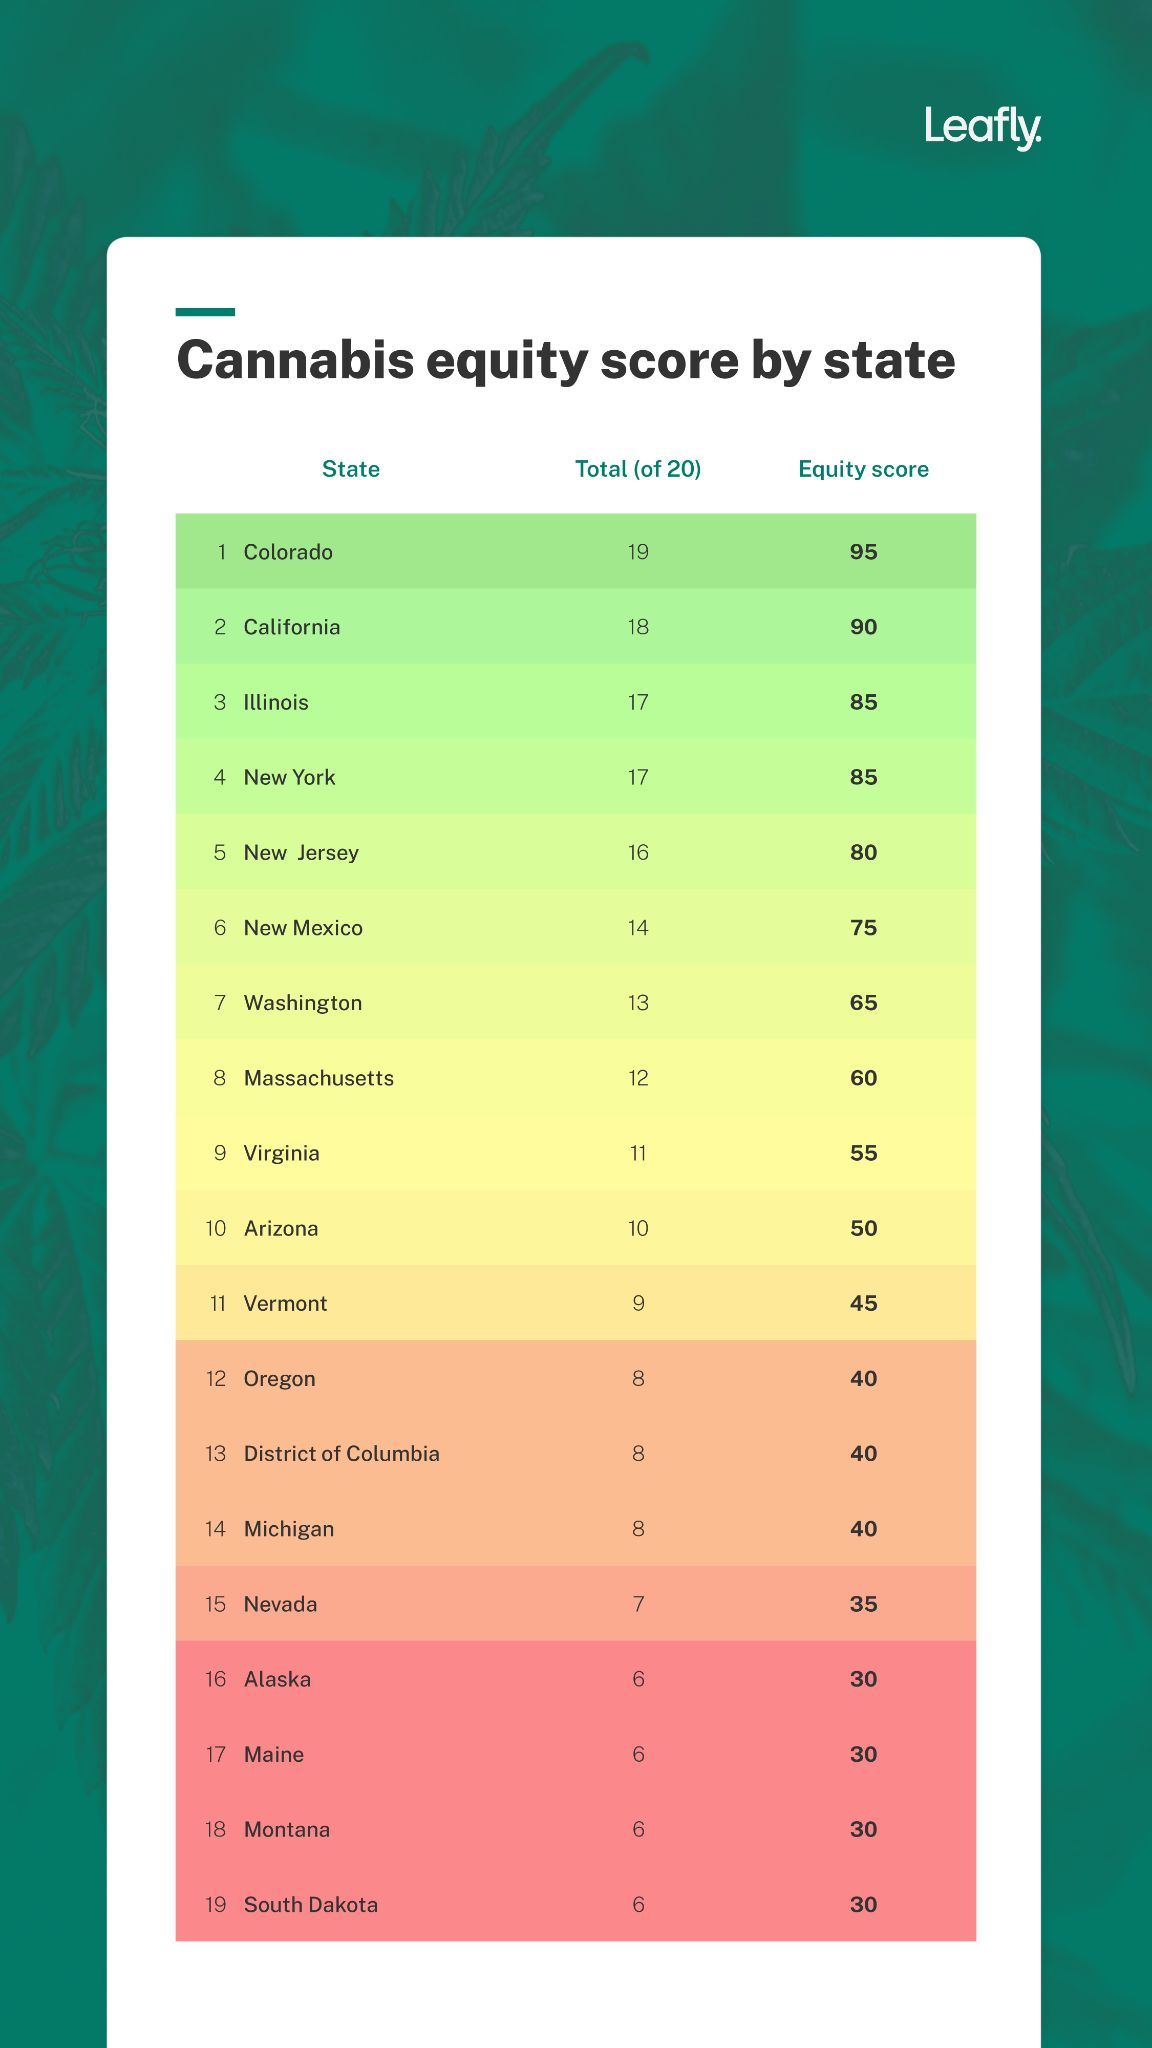 Leafly.
Cannabis equity score by state
State Total (of 20) Equity score
1 Colorado 19 95
2 California 18 90
3 Illinois 17 85
4 New York 17 85
5 New Jersey 16 80
6 New Mexico 14 75
7 Washington 13 65
8 Massachusetts 12 60
9 Virginia 11 55
10 Arizona 10 50
11 Vermont 9 45
12 Oregon 8 40
13 District of Columbia 8 40
14 Michigan 8 40
15 Nevada 7 35
16 Alaska 6 30
17 Maine 6 30
18 Montana 6 30
19 South Dakota 6 30